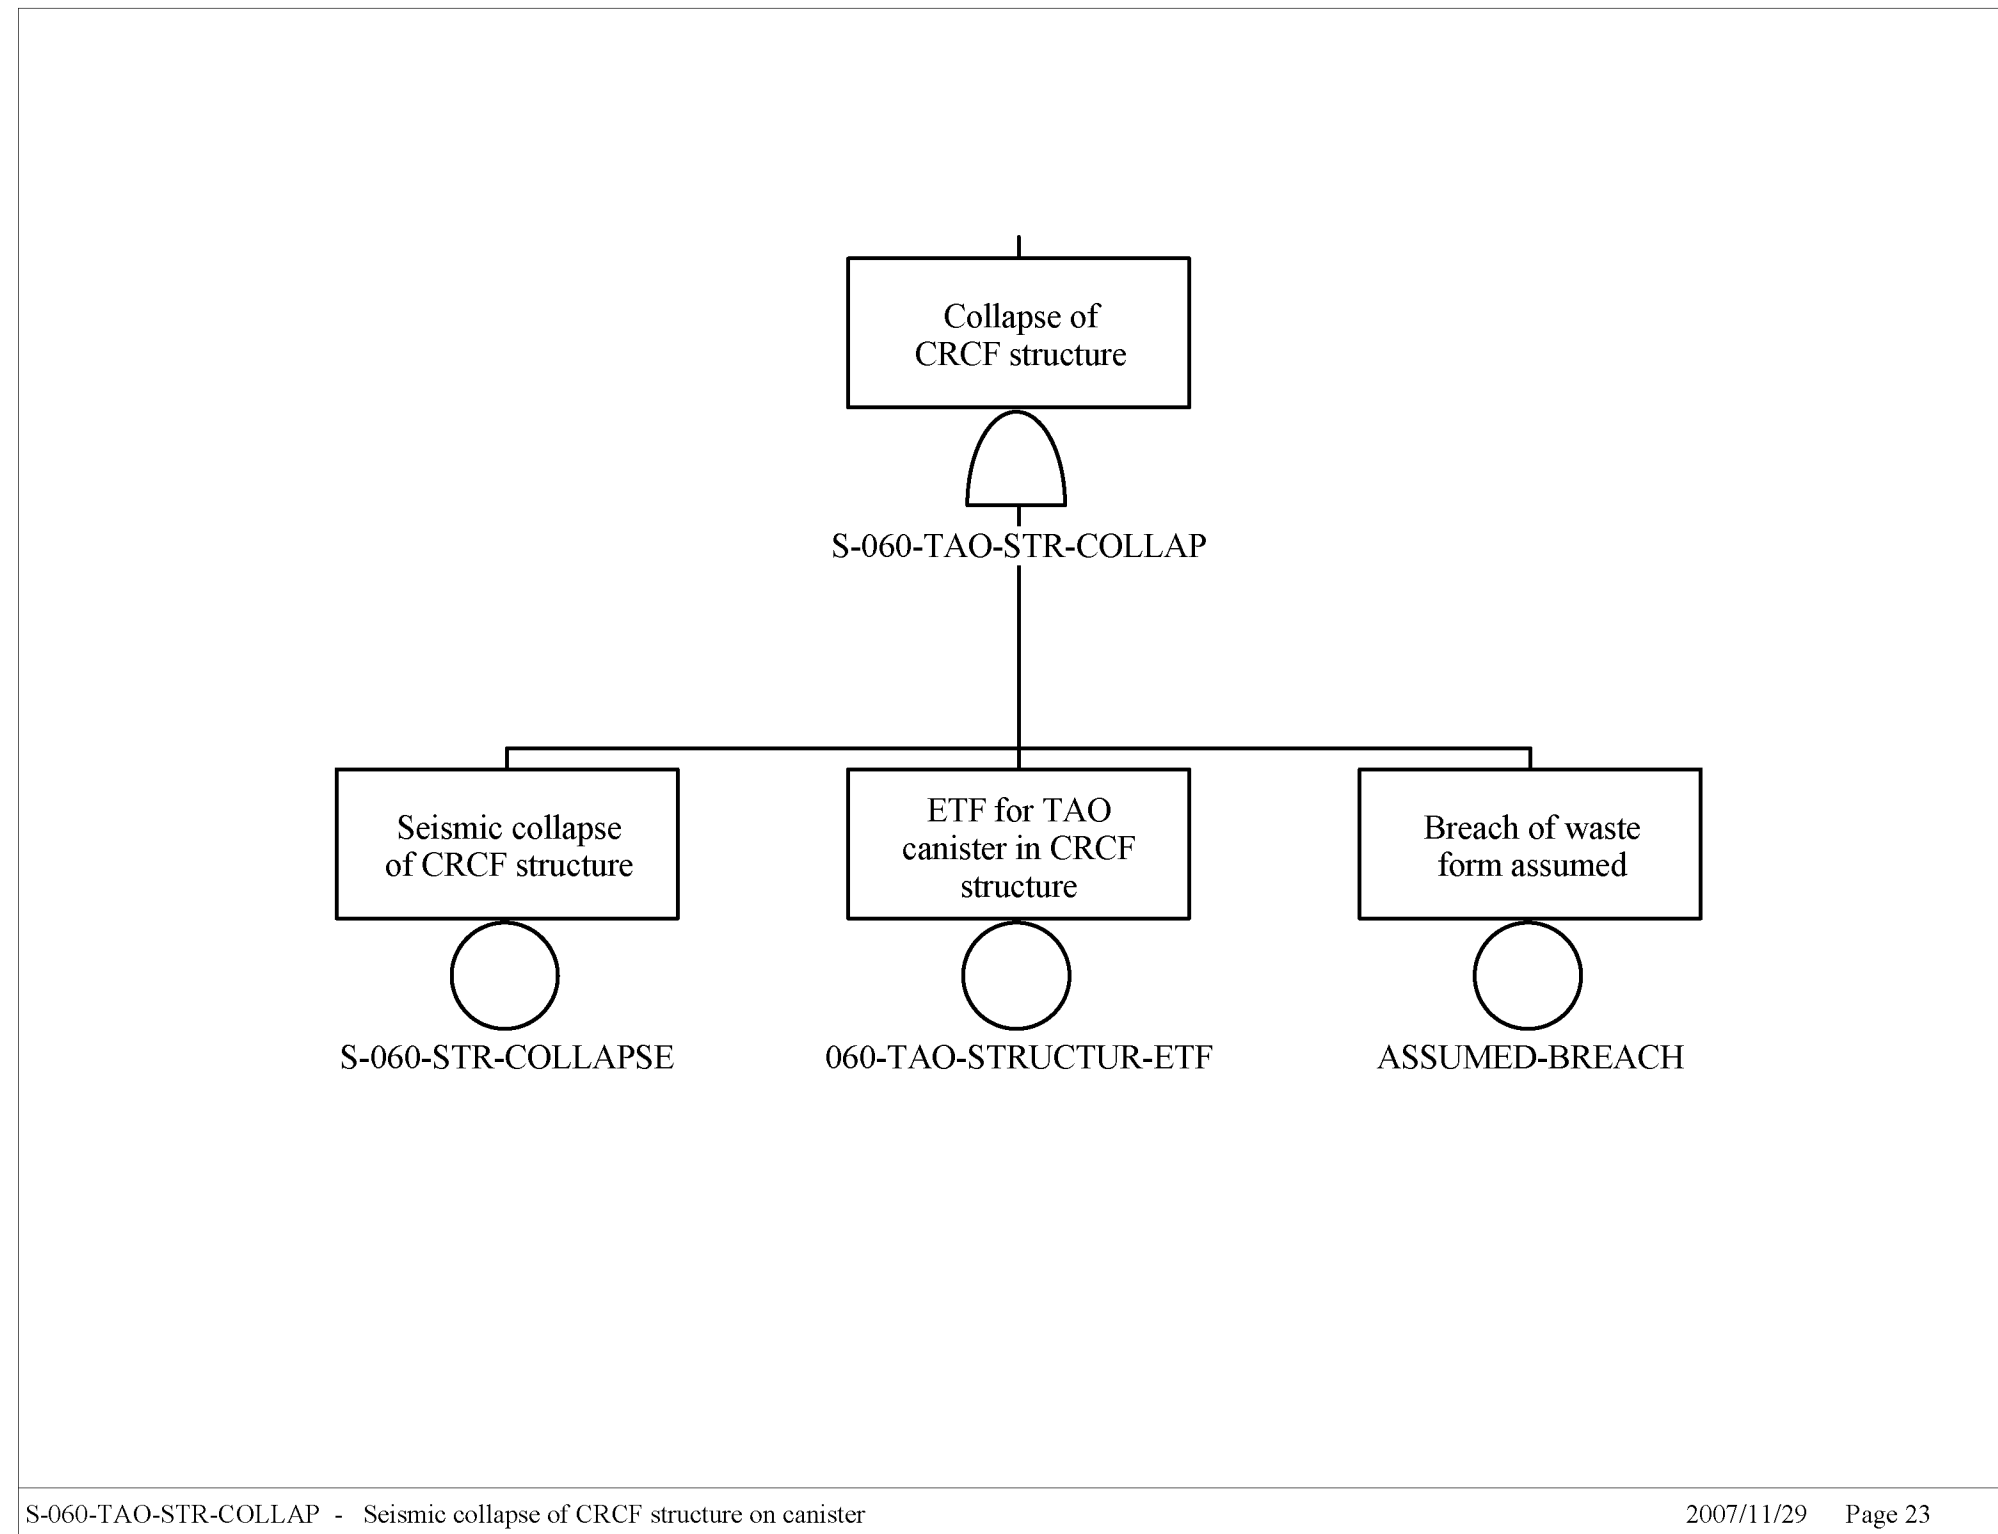 Collapse of
CRCF structure
S-060-TAO-STR-COLLAP
Seismic collapse
of CRCF structure
ETF for TAO
canister in CRCF
structure
Breach of waste
form assumed
S-060-STR-COLLAPSE
060-TAO-STRUCTUR-ETF
ASSUMED-BREACH
S-060-TAO-STR-COLLAP - Seismic collapse of CRCF structure on canister
2007/11/29 Page 23